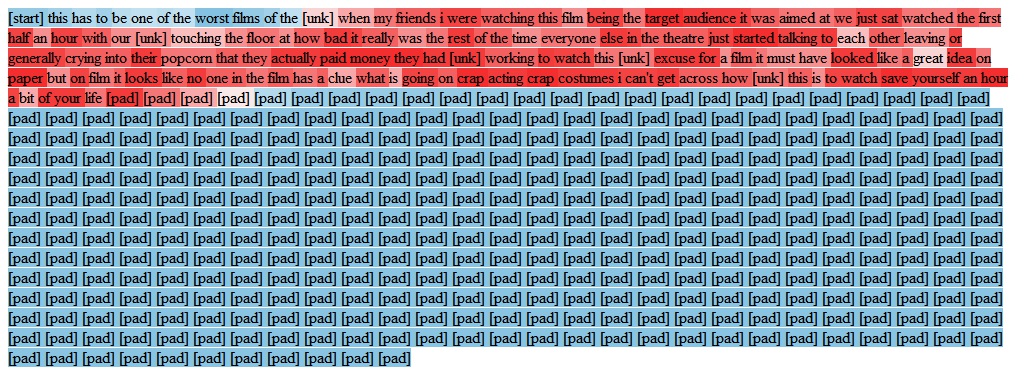 [start] this has to be one of the worst films of the [unk] when my friends i were watching this film being the target audience it was aimed at we just sat watched the first
half an hour with our [unk] touching the floor at how bad it really was the rest of the time everyone else in the theatre just started talking to each other leaving or
generally crying into their popcorn that they actually paid money they had [unk] working to watch this [unk] excuse for a film it must have looked like a great idea on
paper but on film it looks like no one in the film has a clue what is going on crap acting crap costumes i can't get across how [unk] this is to watch save yourself an hour
a bit of your life [pad] [pad] [pad] [pad] [pad] [pad] [pad] [pad] [pad] [pad] [pad] [pad] [pad] [pad] [pad] [pad] [pad] [pad] [pad] [pad] [pad] [pad] [pad] [pad]
[pad] [pad] [pad] [pad] [pad] [pad] [pad] [pad] [pad] [pad] [pad] [pad] [pad] [pad] [pad] [pad] [pad] [pad] [pad] [pad] [pad] [pad] [pad] [pad] [pad] [pad] [pad]
[pad] [pad] [pad] [pad] [pad] [pad] [pad] [pad] [pad] [pad] [pad] [pad] [pad] [pad] [pad] [pad] [pad] [pad] [pad] [pad] [pad] [pad] [pad] [pad] [pad] [pad] [pad]
[pad] [pad] [pad] [pad] [pad] [pad] [pad] [pad] [pad] [pad] [pad] [pad] [pad] [pad] [pad] [pad] [pad] [pad] [pad] [pad] [pad] [pad] [pad] [pad] [pad] [pad] [pad]
[pad] [pad] [pad] [pad] [pad] [pad] [pad] [pad] [pad] [pad] [pad] [pad] [pad] [pad] [pad] [pad] [pad] [pad] [pad] [pad] [pad] [pad] [pad] [pad] [pad] [pad] [pad]
[pad] [pad] [pad] [pad] [pad] [pad] [pad] [pad] [pad] [pad] [pad] [pad] [pad] [pad] [pad] [pad] [pad] [pad] [pad] [pad] [pad] [pad] [pad] [pad] [pad] [pad] [pad]
[pad] [pad] [pad] [pad] [pad] [pad] [pad] [pad] [pad] [pad] [pad] [pad] [pad] [pad] [pad] [pad] [pad] [pad] [pad] [pad] [pad] [pad] [pad] [pad] [pad] [pad] [pad]
[pad] [pad] [pad] [pad] [pad] [pad] [pad] [pad] [pad] [pad] [pad] [pad] [pad] [pad] [pad] [pad] [pad] [pad] [pad] [pad] [pad] [pad] [pad] [pad] [pad] [pad] [pad]
[pad] [pad] [pad] [pad] [pad] [pad] [pad] [pad] [pad] [pad] [pad] [pad] [pad] [pad] [pad] [pad] [pad] [pad] [pad] [pad] [pad] [pad] [pad] [pad] [pad] [pad] [pad]
[pad] [pad] [pad] [pad] [pad] [pad] [pad] [pad] [pad] [pad] [pad] [pad] [pad] [pad] [pad] [pad] [pad] [pad] [pad] [pad] [pad] [pad] [pad] [pad] [pad] [pad] [pad]
[pad] [pad] [pad] [pad] [pad] [pad] [pad] [pad] [pad] [pad] [pad] [pad] [pad] [pad] [pad] [pad] [pad] [pad] [pad] [pad] [pad] [pad] [pad] [pad] [pad] [pad] [pad]
[pad] [pad] [pad] [pad] [pad] [pad] [pad] [pad] [pad] [pad] [pad] [pad] [pad] [pad] [pad] [pad] [pad] [pad] [pad] [pad] [pad] [pad] [pad] [pad] [pad] [pad] [pad]
[pad] [pad] [pad] [pad] [pad] [pad] [pad] [pad] [pad] [pad] [pad] [pad] [pad] [pad] [pad] [pad] [pad] [pad] [pad] [pad] [pad] [pad] [pad] [pad] [pad] [pad] [pad]
[pad] [pad] [pad] [pad] [pad] [pad] [pad] [pad] [pad] [pad] [pad]